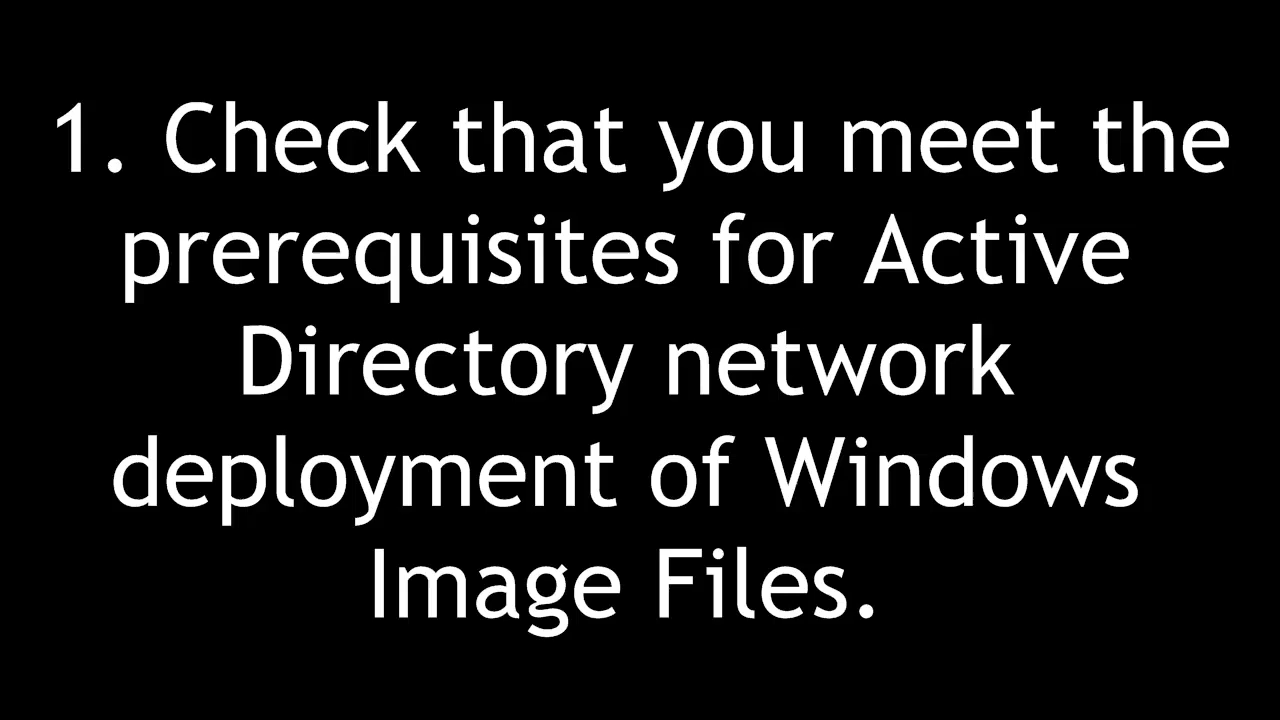 1. Check that you meet the
prerequisites for Active
Directory network
deployment of Windows
Image Files.